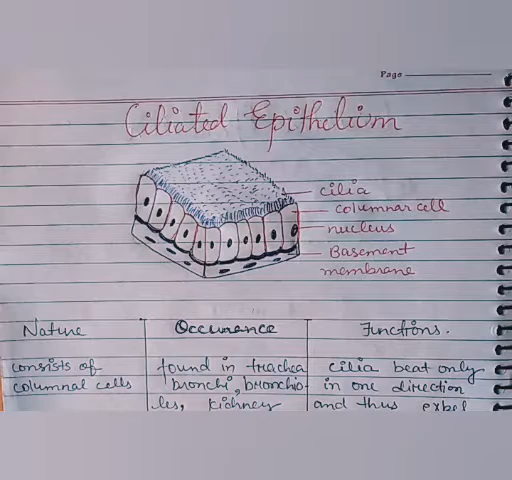 Page
Ciliated Epithelium
cilia
columnar cell
nucleus
Basement
membrane
Nature
Occurance
Functions.
consists of
columnal cells
found in trachea
bronchi, bronchio-
les, kidney
cilia beat only
in one direction
and thus expel